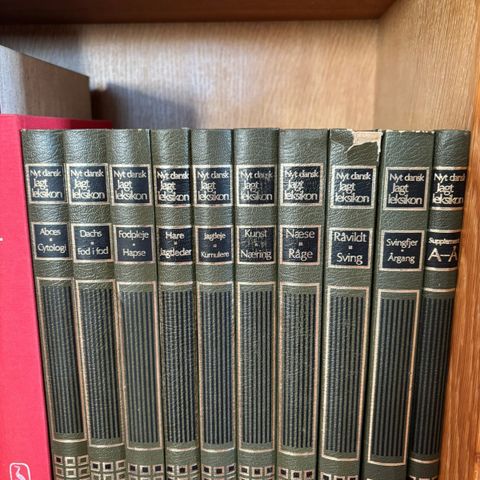 Nyt dansk
Jagt
leksikon
Abces
Cytologi
Nyt dansk
Jagt
leksikon
Dachs
Fod i fod
Nyt dansk
Jagt
leksikon
Fodpleje
Hapse
Nyt dansk
Jagt
leksikon
Hare
Jagtleder
Nyt dansk
Jagt
leksikon
Jagtleje
Kumulere
Nyt dansk
Jagt
leksikon
Kunst
Næring
Nyt dansk
Jagt
leksikon
Næse
Råge
Nyt dansk
Jagt
leksikon
Råvildt
Sving
Nyt dansk
Jagt
leksikon
Svingfjer
Årgang
Nyt dansk
Jagt
leksikon
Supplement
A-Å